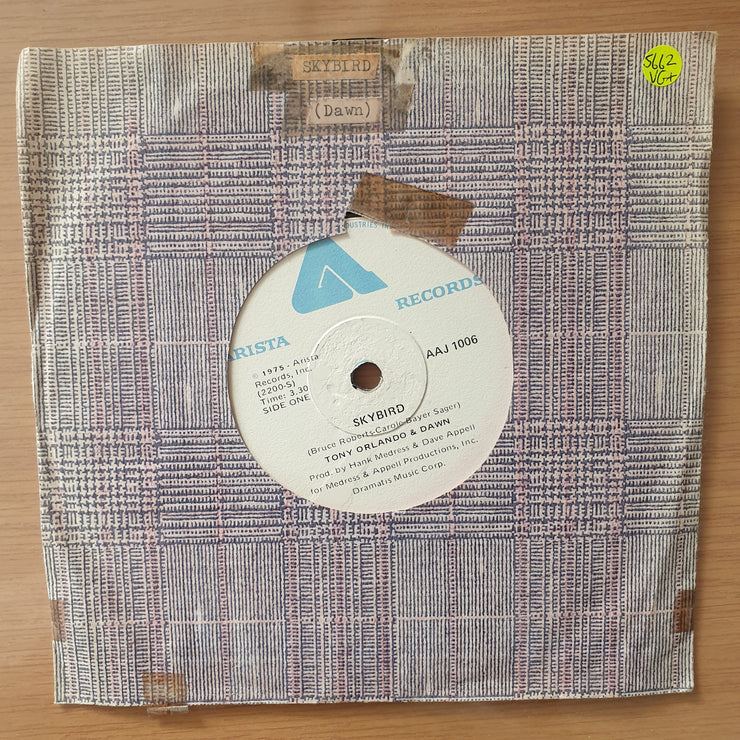 SKYBIRD
(Dawn)
5662
VG+
DUSTRIES IN
ARISTA
RECORDS
© 1975 - Arista
Records, Inc.
(2200-S)
Time: 3.30
SIDE ONE
AAJ 1006
SKYBIRD
(Bruce Roberts-Carole Bayer Sager)
TONY ORLANDO & DAWN
Prod. by Hank Medress & Dave Appell
for Medress & Appell Productions, Inc.
Dramatis Music Corp.